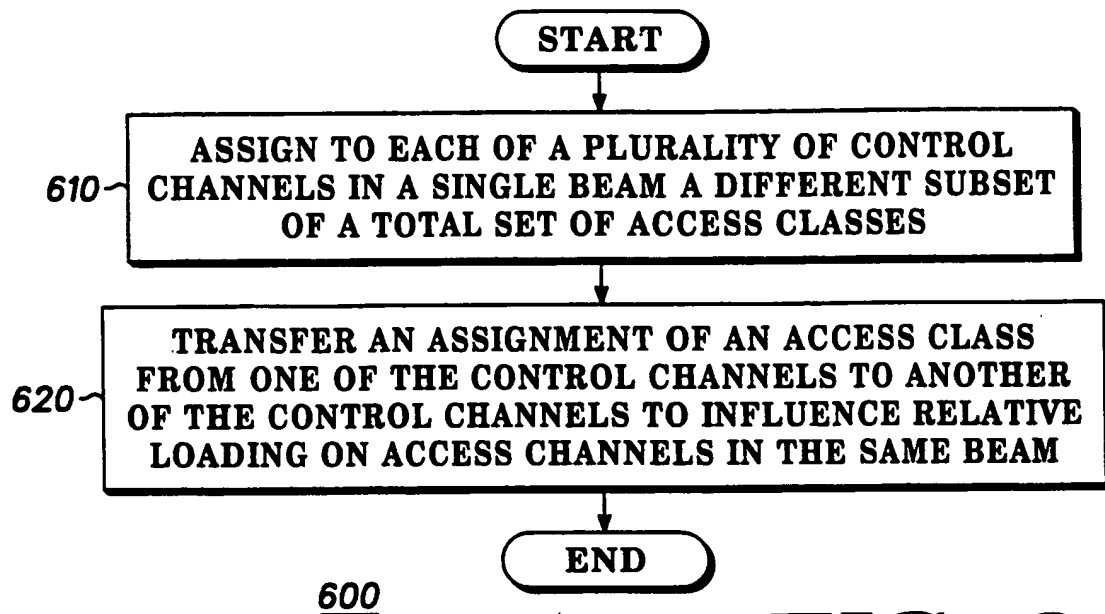 START
ASSIGN TO EACH OF A PLURALITY OF CONTROL
610
CHANNELS IN A SINGLE BEAM A DIFFERENT SUBSET
OF A TOTAL SET OF ACCESS CLASSES
TRANSFER AN ASSIGNMENT OF AN ACCESS CLASS
FROM ONE OF THE CONTROL CHANNELS TO ANOTHER
620
OF THE CONTROL CHANNELS TO INFLUENCE RELATIVE
LOADING ON ACCESS CHANNELS IN THE SAME BEAM
END
600